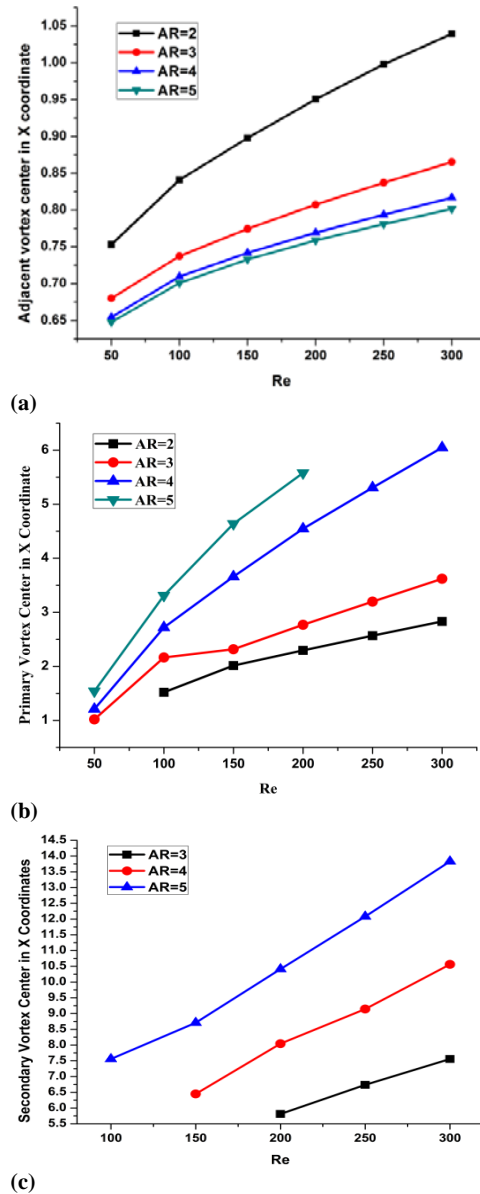 AR=2
AR=3
AR=4
AR=5
Adjacent vortex center in X coordinate
1.05
1.00
0.95
0.90
0.85
0.80
0.75
0.70
0.65
50 100 150 200 250 300
Re
(a)
AR=2
AR=3
AR=4
AR=5
Primary Vortex Center in X Coordinate
6
5
4
3
2
1
50 100 150 200 250 300
Re
(b)
AR=3
AR=4
AR=5
Secondary Vortex Center in X Coordinates
14.5
14.0
13.5
13.0
12.5
12.0
11.5
11.0
10.5
10.0
9.5
9.0
8.5
8.0
7.5
7.0
6.5
6.0
5.5
100 150 200 250 300
Re
(c)